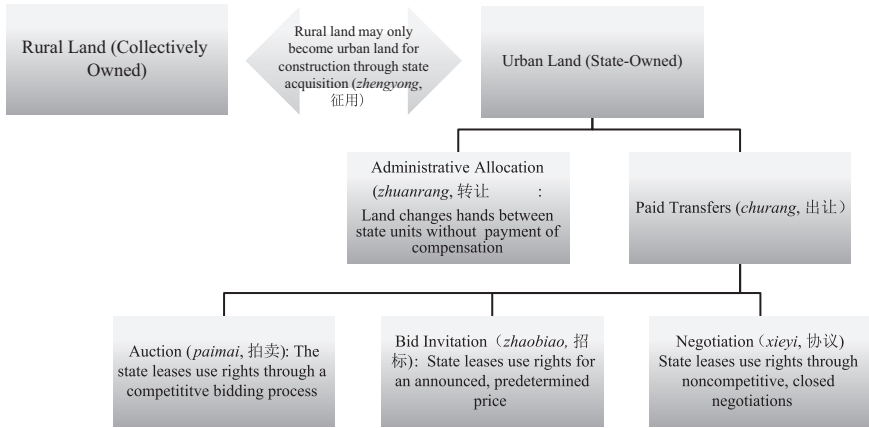 Rural Land (Collectively
Owned)
Rural land may only
become urban land for
construction through state
acquisition (zhengyong,
征用)
Urban Land (State-Owned)
Administrative Allocation
(zhuanrang, 转让 :
Land changes hands between
state units without payment of
compensation
Paid Transfers (churang, 出让）
Auction (paimai, 拍卖): The
state leases use rights through a
competititve bidding process
Bid Invitation（zhaobiao, 招
标): State leases use rights for
an announced, predetermined
price
Negotiation（xieyi, 协议)
State leases use rights through
noncompetitive, closed
negotiations